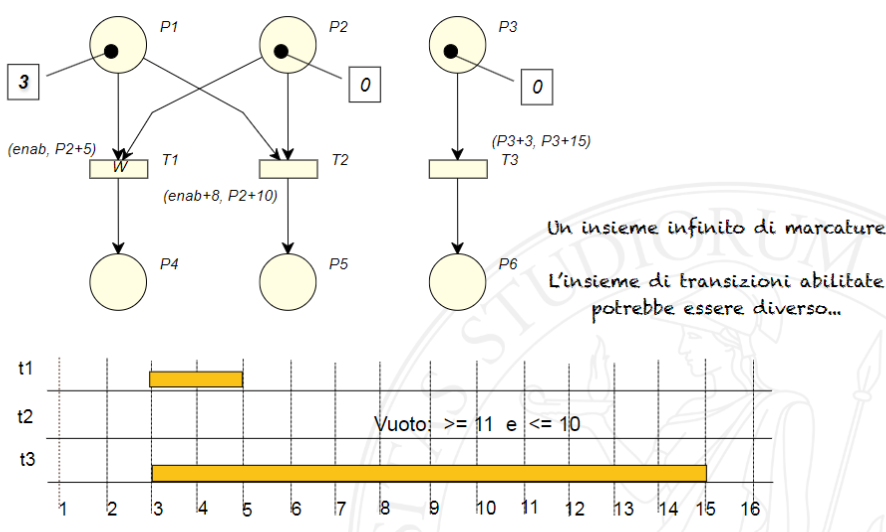 P1
P2
P3
3
0
0
(enab, P2+5)
W
T1
T2
(P3+3, P3+15)
T3
(enab+8, P2+10)
Un insieme infinito di marcature
P4
P5
P6
L'insieme di transizioni abilitate
potrebbe essere diverso...
t1
t2
Vuoto: >= 11 e <= 10
t3
1 2 3 4 5 6 7 8 9 10 11 12 13 14 15 16
STUDIORUM